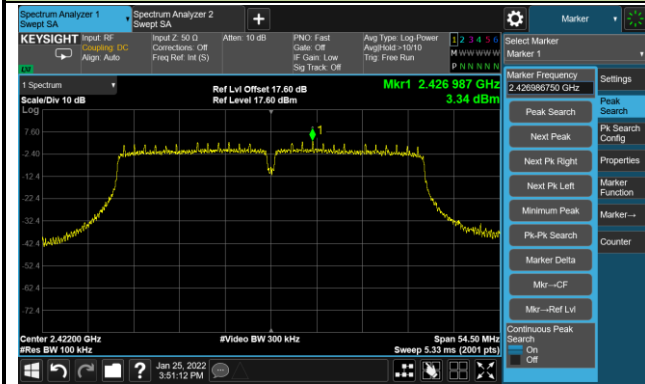 Spectrum Analyzer 1
Swept SA
Spectrum Analyzer 2
Swept SA
+
Marker
KEYSIGHT
Input: RF
Coupling: DC
Align: Auto
Input Z: 50 Ω
Corrections: Off
Freq Ref: Int (S)
Atten: 10 dB
PNO: Fast
Gate: Off
IF Gain: Low
Sig Track: Off
Avg Type: Log-Power
Avg|Hold:>10/10
Trig: Free Run
1 2 3 4 5 6
M W W W W W
P N N N N N
Select Marker
Marker 1
1 Spectrum
Scale/Div 10 dB
Log
Ref Lvl Offset 17.60 dB
Ref Level 17.60 dBm
Mkr1 2.426 987 GHz
3.34 dBm
1
7.60
-2.40
-12.4
-22.4
-32.4
-42.4
-52.4
-62.4
-72.4
Center 2.42200 GHz
#Res BW 100 kHz
#Video BW 300 kHz
Span 54.50 MHz
Sweep 5.33 ms (2001 pts)
Marker Frequency
2.426986750 GHz
Peak Search
Next Peak
Next Pk Right
Next Pk Left
Minimum Peak
Pk-Pk Search
Marker Delta
Mkr→CF
Mkr→Ref Lvl
Continuous Peak
Search
On
Off
Settings
Peak
Search
Pk Search
Config
Properties
Marker
Function
Marker→
Counter
?
Jan 25, 2022
3:51:12 PM